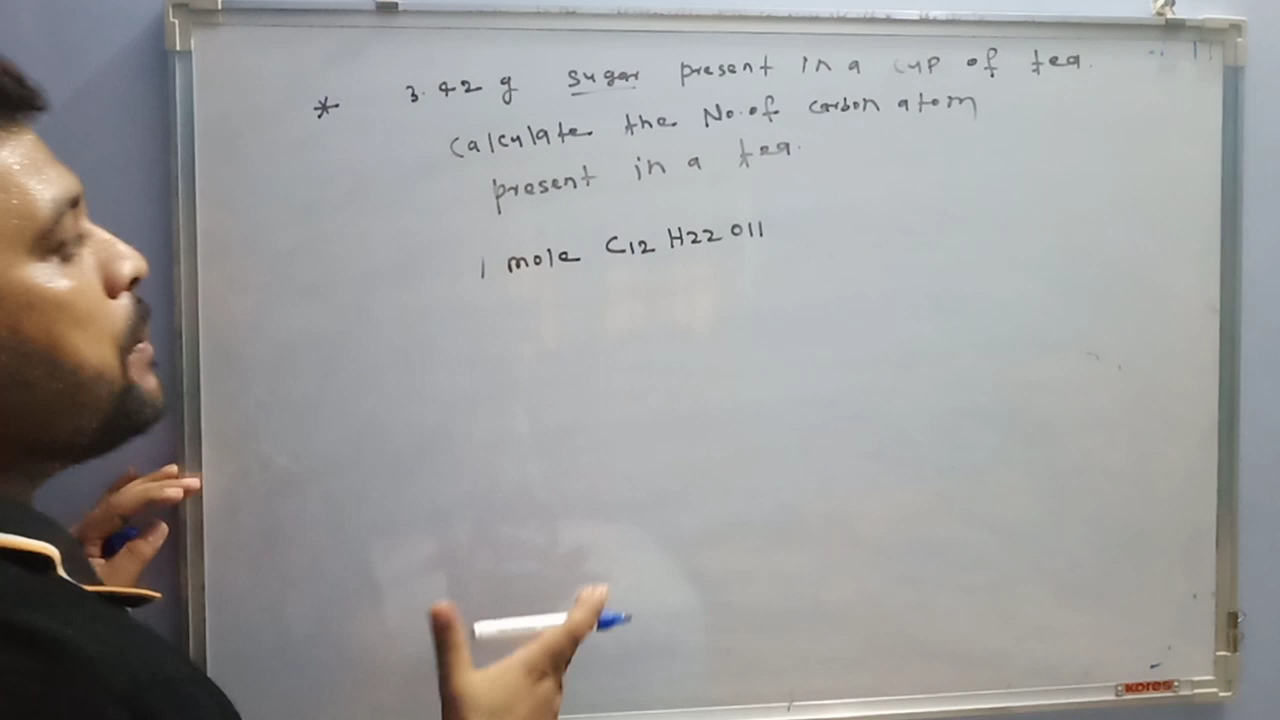 * 3.42 g sugar present in a cup of tea.
calculate the No. of carbon atom
present in a tea.
1 mole C12 H22 O11
KORES